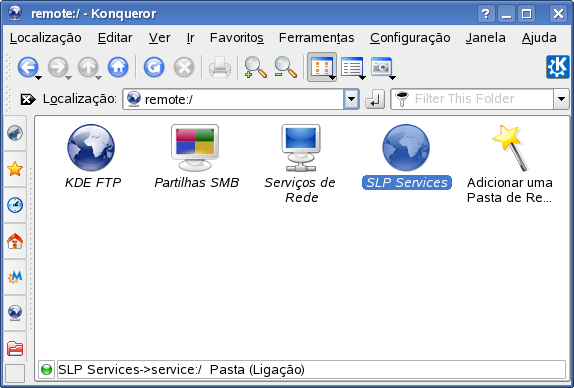 remote:/ - Konqueror
Localização Editar Ver Ir Favoritos Ferramentas Configuração Janela Ajuda
Localização: remote:/ Filter This Folder
KDE FTP
Partilhas SMB
Serviços de
Rede
SLP Services
Adicionar uma
Pasta de Re...
SLP Services->service:/ Pasta (Ligação)